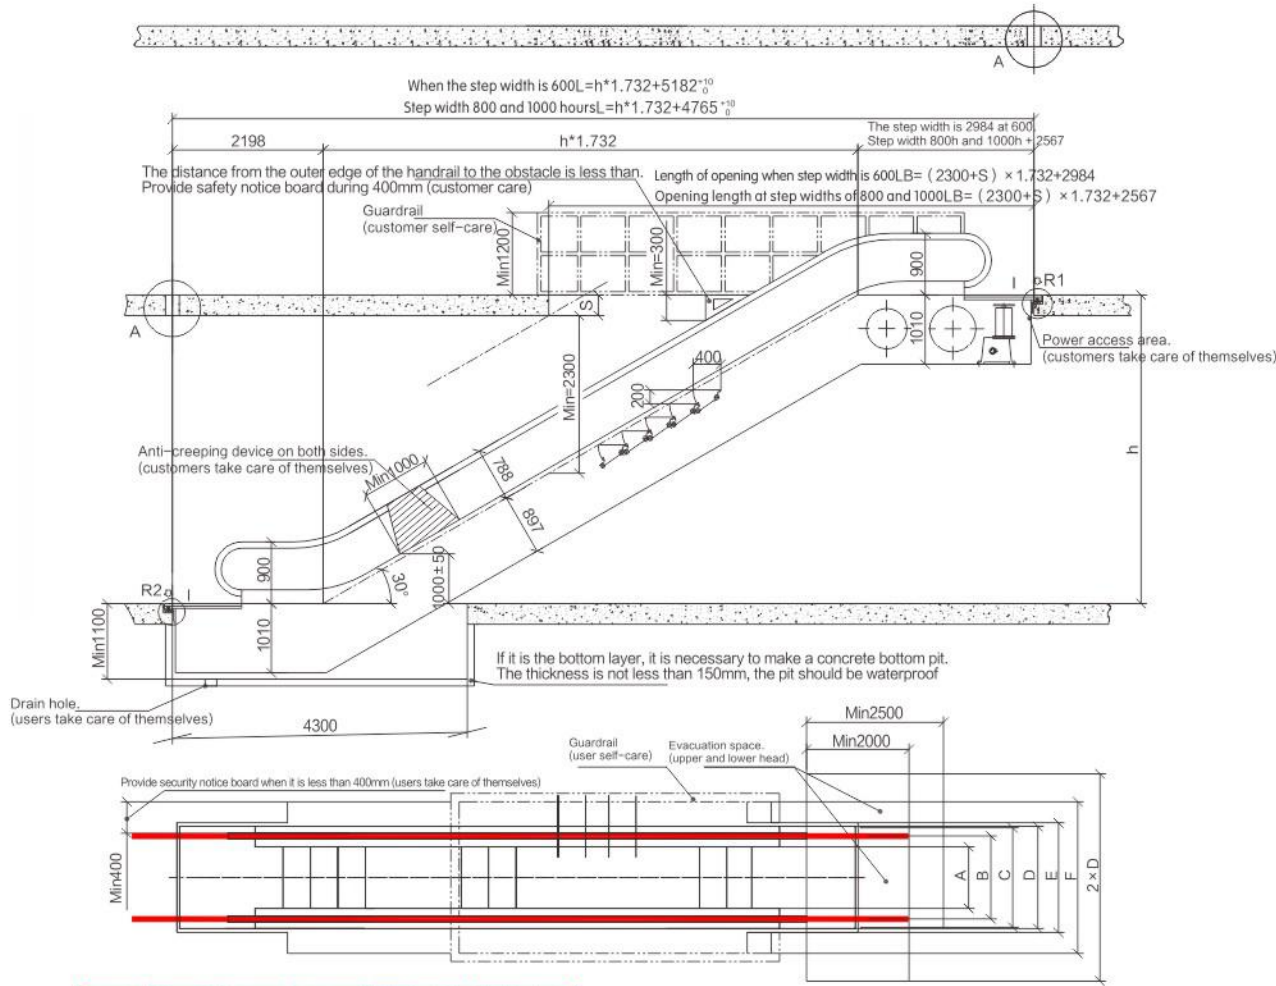 A
When the step width is 600L=h*1.732+5182 +10 0
Step width 800 and 1000 hoursL=h*1.732+4765 +10 0
2198
h*1.732
The step width is 2984 at 600.
Step width 800h and 1000h + 2567
The distance from the outer edge of the handrail to the obstacle is less than.
Provide safety notice board during 400mm (customer care)
Length of opening when step width is 600LB= (2300+S) ×1.732+2984
Opening length at step widths of 800 and 1000LB= (2300+S) ×1.732+2567
Guardrail
(customer self-care)
Min1200
Min=300
900
I
R1
S
A
1010
Power access area.
(customers take care of themselves)
400
200
Min=2300
Anti-creeping device on both sides.
(customers take care of themselves)
Min1000
788
897
h
900
30°
1000±50
R2
I
Min1100
1010
If it is the bottom layer, it is necessary to make a concrete bottom pit.
The thickness is not less than 150mm, the pit should be waterproof
Drain hole.
(users take care of themselves)
4300
Min2500
Min2000
Guardrail
(user self-care)
Evacuation space.
(upper and lower head)
Provide security notice board when it is less than 400mm (users take care of themselves)
Min400
A
B
C
D
E
F
2×D